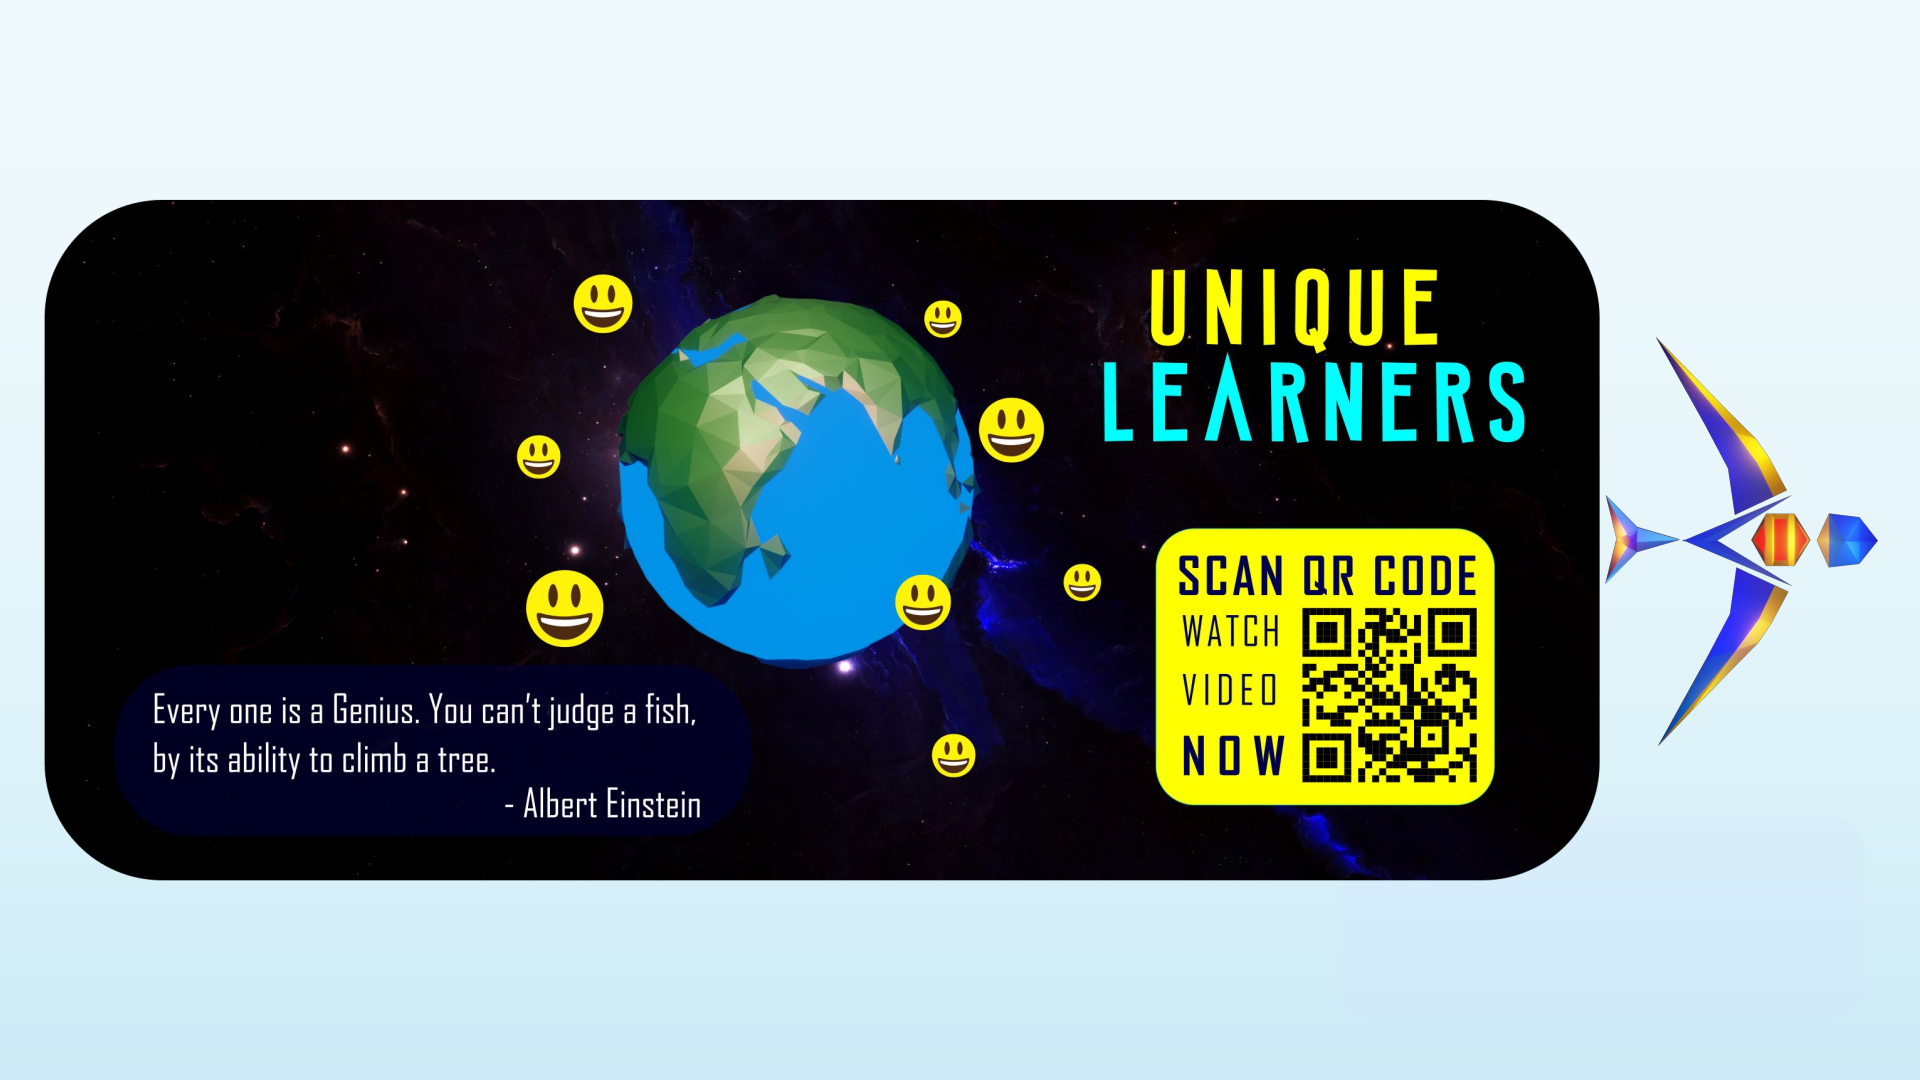 UNIQUE
LEARNERS
SCAN QR CODE
WATCH
VIDEO
NOW
Every one is a Genius. You can't judge a fish,
by its ability to climb a tree.
- Albert Einstein